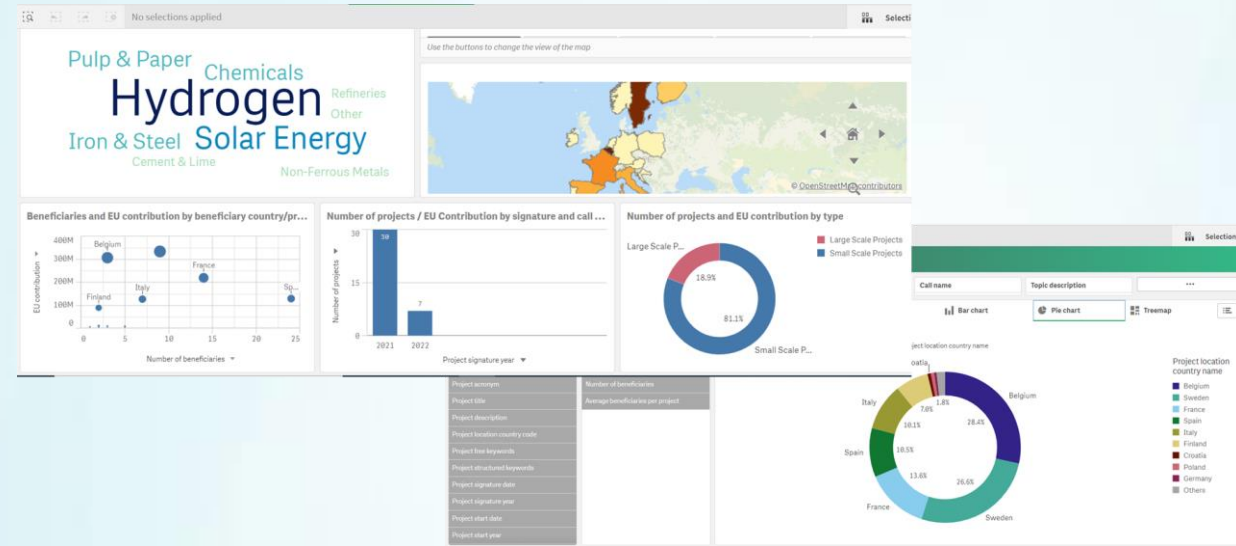 No selections applied
Selecti
Pulp & Paper
Chemicals
Hydrogen
Refineries
Other
Iron & Steel
Solar Energy
Cement & Lime
Non-Ferrous Metals
Use the buttons to change the view of the map
© OpenStreetMap contributors
Beneficiaries and EU contribution by beneficiary country/pr...
EU contribution
400M
300M
200M
100M
0
Belgium
France
Italy
Finland
Sp...
0 5 10 15 20 25
Number of beneficiaries
Number of projects / EU Contribution by signature and call ...
Number of projects
30
15
0
30
7
2021 2022
Project signature year
Number of projects and EU contribution by type
Large Scale P...
18.9%
81.1%
Small Scale P...
Large Scale Projects
Small Scale Projects
Selection
Call name
Topic description
...
Bar chart
Pie chart
Treemap
Project acronym
Project title
Project description
Project location country code
Project free keywords
Project structured keywords
Project signature date
Project signature year
Project start date
Project start year
Number of beneficiaries
Average beneficiaries per project
ject location country name
oatia
Belgium
28.4%
Sweden
26.6%
France
13.6%
Spain
10.5%
Italy
10.1%
7.0%
1.8%
Project location
country name
Belgium
Sweden
France
Spain
Italy
Finland
Croatia
Poland
Germany
Others